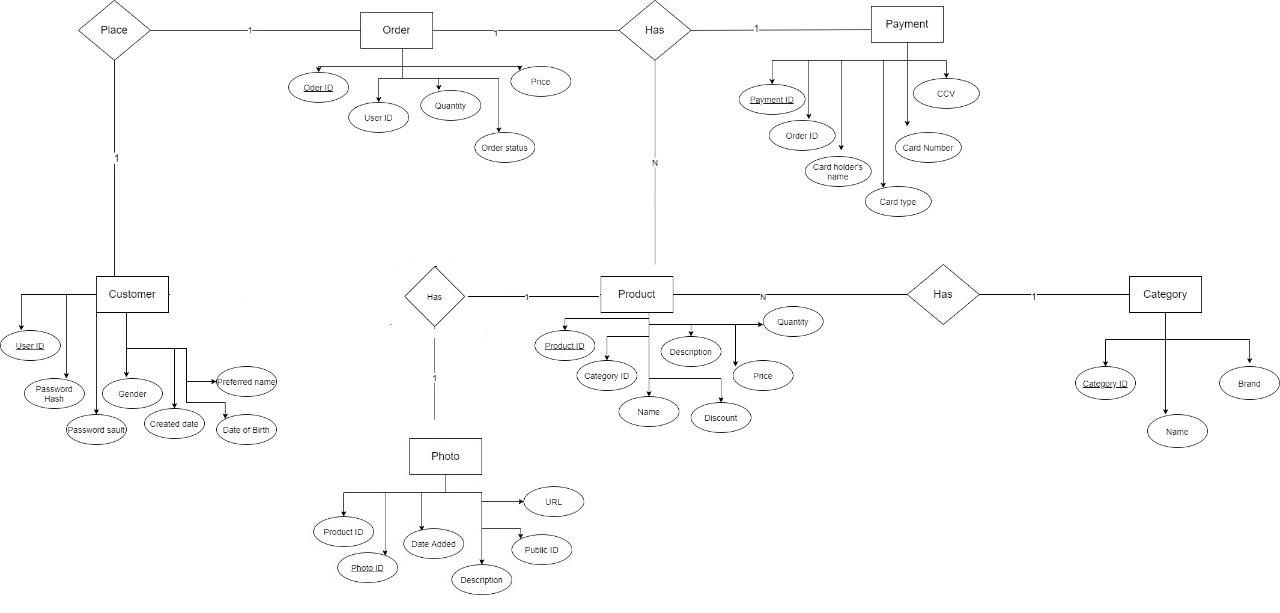 Place
1
Order
1
Has
1
Payment
Oder ID
User ID
Quantity
Price
Order status
Payment ID
Order ID
Card holder's
name
Card type
Card Number
CCV
1
N
Customer
User ID
Password
Hash
Password sault
Gender
Created date
Preferred name
Date of Birth
Has
1
Product
N
Has
1
Category
Product ID
Category ID
Name
Description
Discount
Price
Quantity
Category ID
Name
Brand
1
Photo
Product ID
Photo ID
Date Added
Description
URL
Public ID